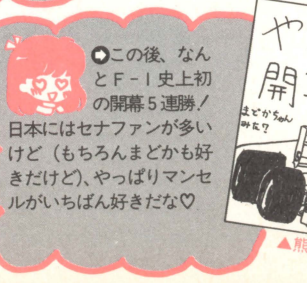 ➲この後、なん
とF-1史上初
の開幕5連勝!
日本にはセナファンが多い
けど(もちろんまどかも好
きだけど)、やっぱりマンセ
ルがいちばん好きだな♡
や
開
まどかちゃん
みた?
▲熊